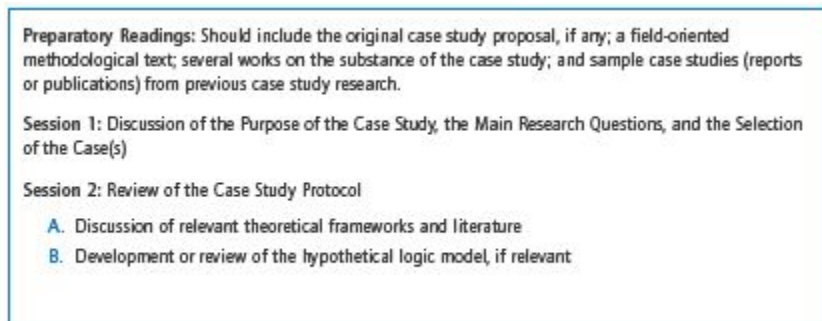 Preparatory Readings: Should include the original case study proposal, if any; a field-oriented
methodological text; several works on the substance of the case study; and sample case studies (reports
or publications) from previous case study research.
Session 1: Discussion of the Purpose of the Case Study, the Main Research Questions, and the Selection
of the Case(s)
Session 2: Review of the Case Study Protocol
A. Discussion of relevant theoretical frameworks and literature
B. Development or review of the hypothetical logic model, if relevant